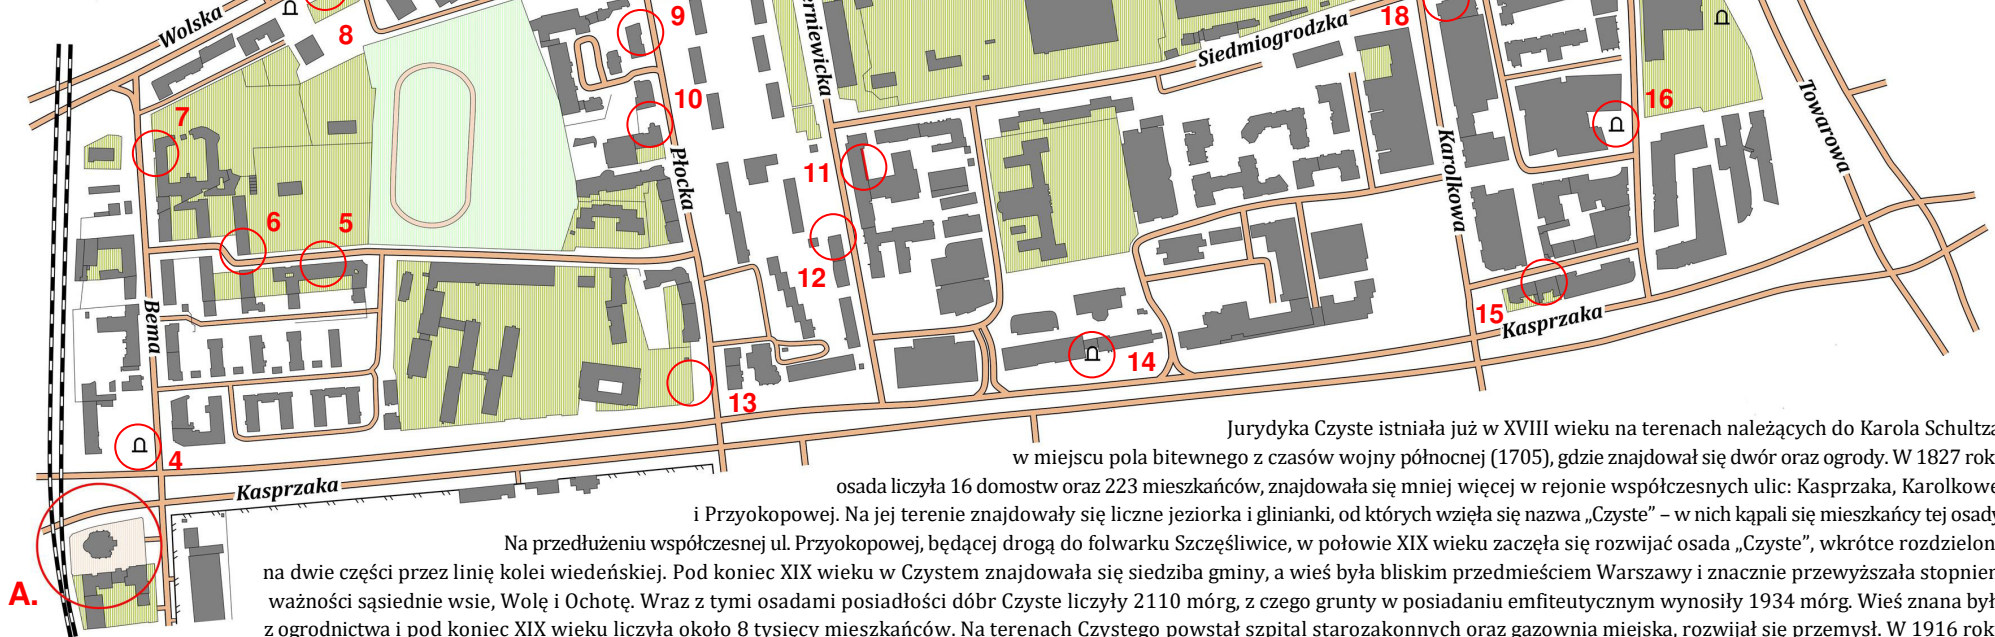 Wolska
8
9
erniewicka
Siedmiogrodzka
18
7
10
Płocka
11
Karolkowa
16
Towarowa
6
5
12
Bema
15
Kasprzaka
14
13
4
Kasprzaka
A.
Jurydyka Czyste istniała już w XVIII wieku na terenach należących do Karola Schultza
w miejscu pola bitewnego z czasów wojny północnej (1705), gdzie znajdował się dwór oraz ogrody. W 1827 rok
osada liczyła 16 domostw oraz 223 mieszkańców, znajdowała się mniej więcej w rejonie współczesnych ulic: Kasprzaka, Karolkowe
i Przyokopowej. Na jej terenie znajdowały się liczne jeziorka i glinianki, od których wzięła się nazwa „Czyste” – w nich kąpali się mieszkańcy tej osady
Na przedłużeniu współczesnej ul. Przyokopowej, będącej drogą do folwarku Szczęśliwice, w połowie XIX wieku zaczęła się rozwijać osada „Czyste”, wkrótce rozdzielon
na dwie części przez linię kolei wiedeńskiej. Pod koniec XIX wieku w Czystem znajdowała się siedziba gminy, a wieś była bliskim przedmieściem Warszawy i znacznie przewyższała stopnien
ważności sąsiednie wsie, Wolę i Ochotę. Wraz z tymi osadami posiadłości dóbr Czyste liczyły 2110 mórg, z czego grunty w posiadaniu emfiteutycznym wynosiły 1934 mórg. Wieś znana był
z ogrodnictwa i pod koniec XIX wieku liczyła około 8 tysięcy mieszkańców. Na terenach Czystego powstał szpital starozakonnych oraz gazownia miejska, rozwijał się przemysł. W 1916 rok